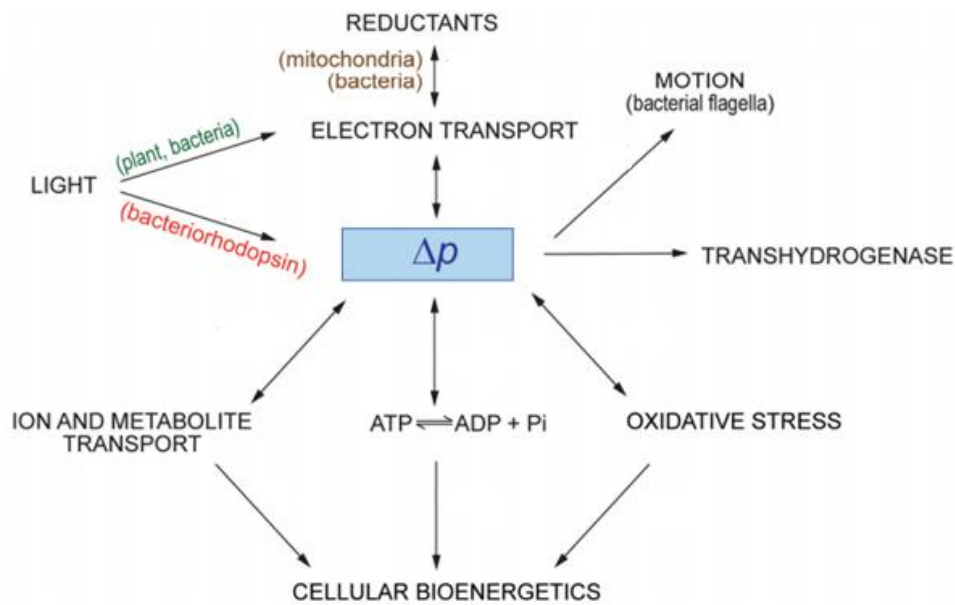 REDUCTANTS
(mitochondria)
(bacteria)
MOTION
(bacterial flagella)
ELECTRON TRANSPORT
(plant, bacteria)
LIGHT
(bacteriorhodopsin)
Δp
TRANSHYDROGENASE
ION AND METABOLITE
TRANSPORT
ATP ⇌ ADP + Pi
OXIDATIVE STRESS
CELLULAR BIOENERGETICS